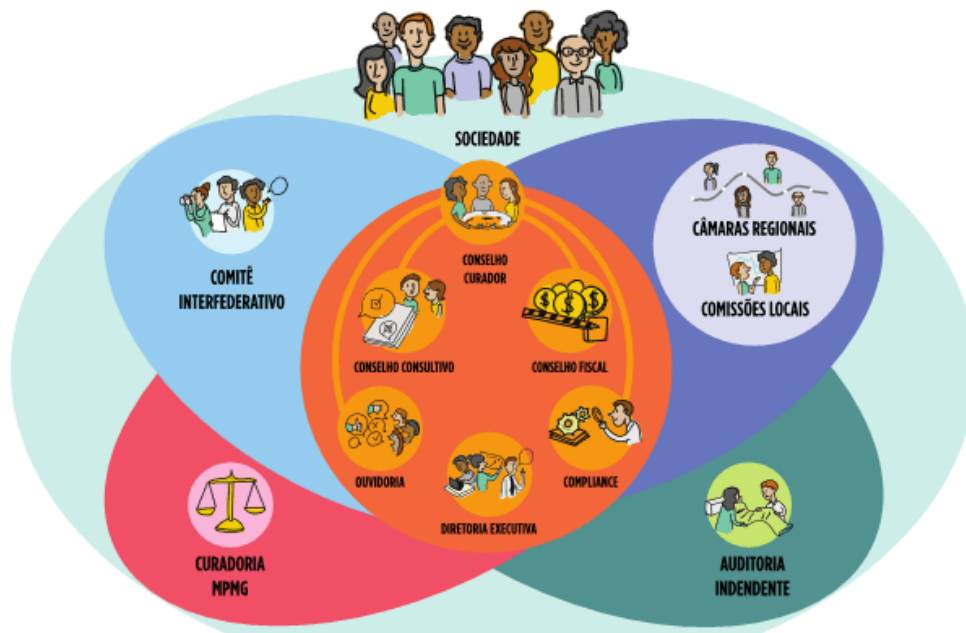 SOCIEDADE
COMITÊ
INTERFEDERATIVO
CONSELHO
CURADOR
CÂMARAS REGIONAIS
COMISSÕES LOCAIS
CONSELHO CONSULTIVO
CONSELHO FISCAL
OUVIDORIA
DIRETORIA EXECUTIVA
COMPLIANCE
CURADORIA
MPMG
AUDITORIA
INDENDENTE